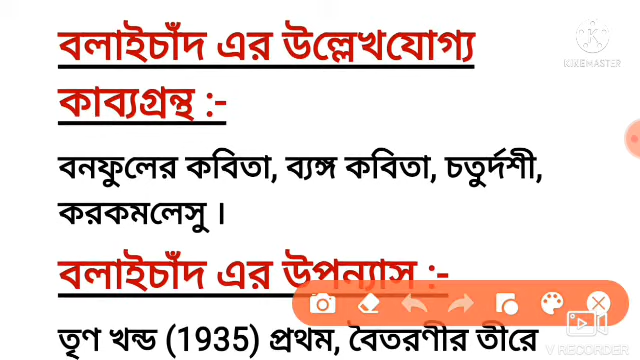 বলাইচাঁদ এর উল্লেখযোগ্য
কাব্যগ্রন্থ :-
বনফুলের কবিতা, ব্যঙ্গ কবিতা, চতুর্দশী,
করকমলেসু ।
বলাইচাঁদ এর উপন্যাস :-
তৃণ খন্ড (1935) প্রথম, বৈতরণীর তীরে
KINEMASTER
V RECORDER